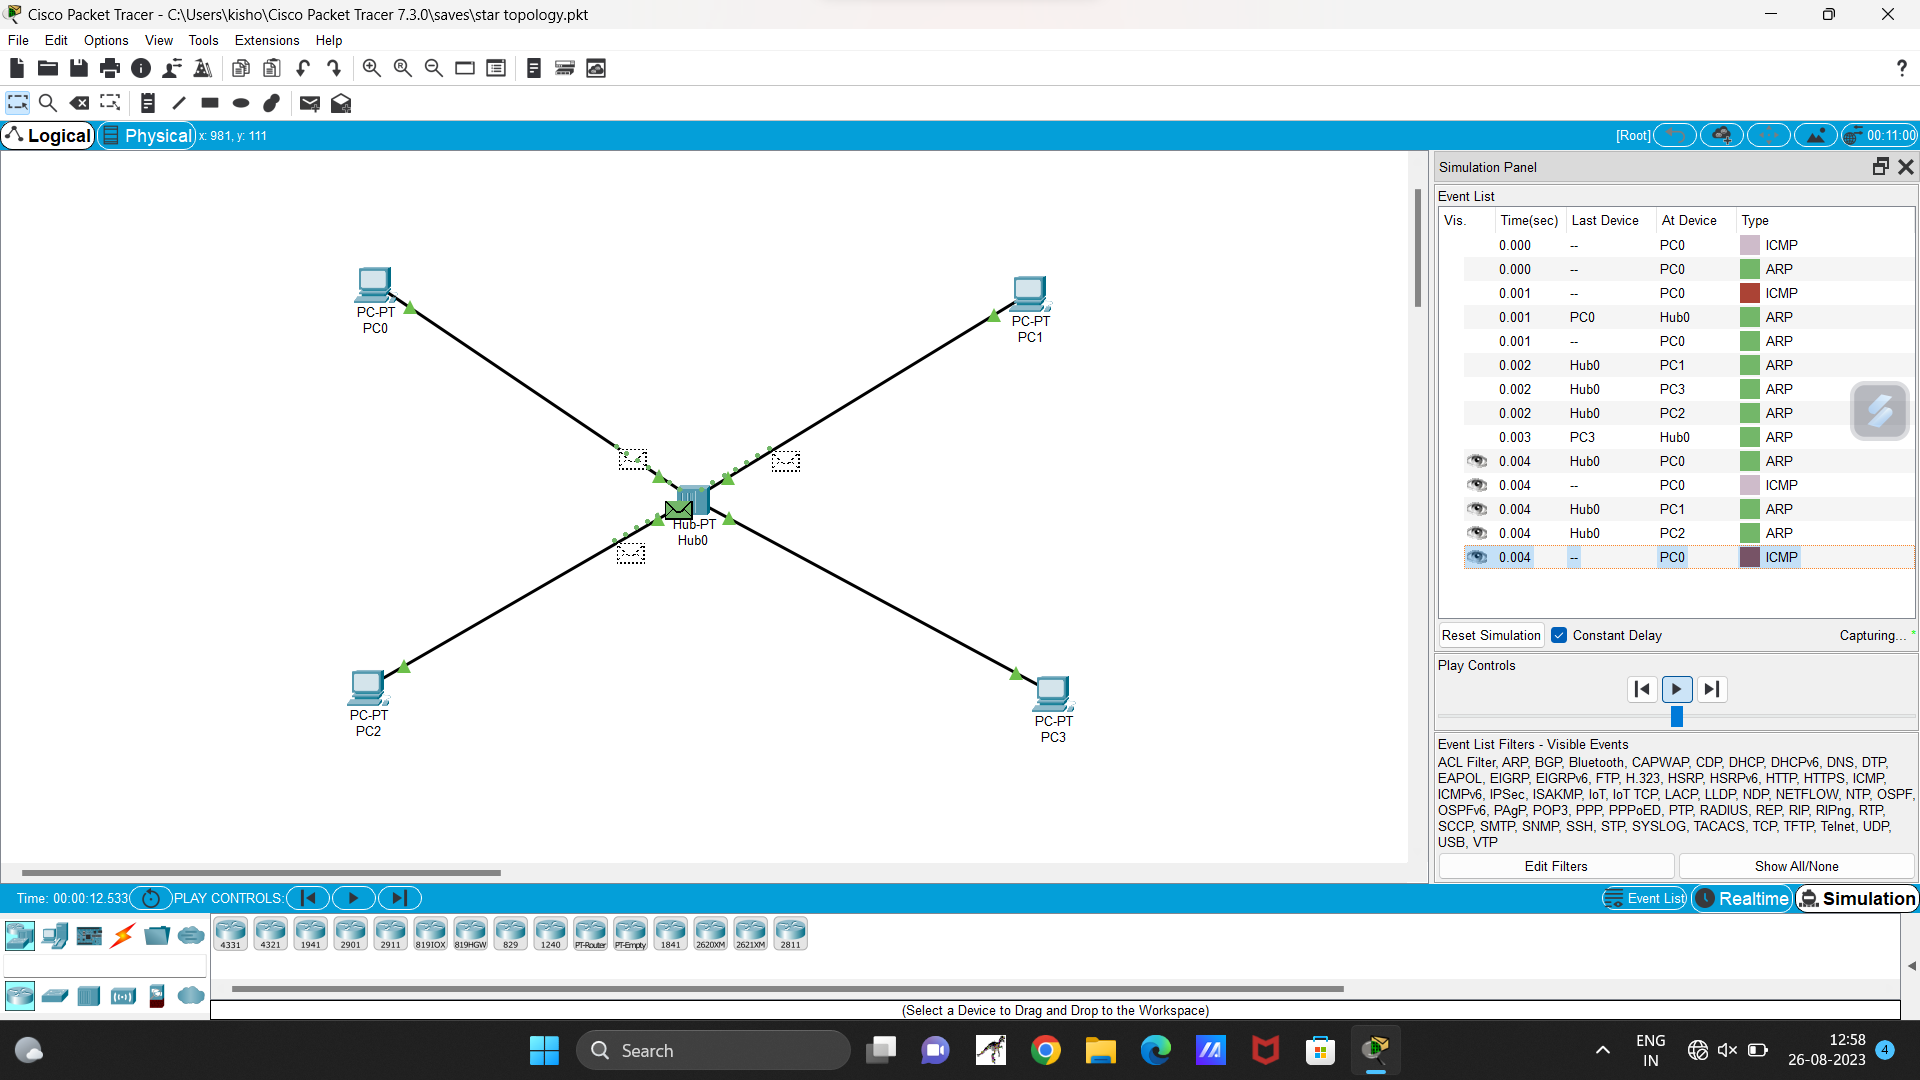 Cisco Packet Tracer - C:\Users\kisho\Cisco Packet Tracer 7.3.0\saves\star topology.pkt
File Edit Options View Tools Extensions Help
?
Logical Physical x: 981, y: 111 [Root] 00:11:00
Simulation Panel
Event List
Vis. Time(sec) Last Device At Device Type
0.000 -- PC0 ICMP
0.000 -- PC0 ARP
0.001 -- PC0 ICMP
0.001 PC0 Hub0 ARP
0.001 -- PC0 ARP
0.002 Hub0 PC1 ARP
0.002 Hub0 PC3 ARP
0.002 Hub0 PC2 ARP
0.003 PC3 Hub0 ARP
0.004 Hub0 PC0 ARP
0.004 -- PC0 ICMP
0.004 Hub0 PC1 ARP
0.004 Hub0 PC2 ARP
0.004 -- PC0 ICMP
Reset Simulation Constant Delay Capturing...
Play Controls
Event List Filters - Visible Events
ACL Filter, ARP, BGP, Bluetooth, CAPWAP, CDP, DHCP, DHCPv6, DNS, DTP,
EAPOL, EIGRP, EIGRPv6, FTP, H.323, HSRP, HSRPv6, HTTP, HTTPS, ICMP,
ICMPv6, IPSec, ISAKMP, IoT, IoT TCP, LACP, LLDP, NDP, NETFLOW, NTP, OSPF,
OSPFv6, PAgP, POP3, PPP, PPPoED, PTP, RADIUS, REP, RIP, RIPng, RTP,
SCCP, SMTP, SNMP, SSH, STP, SYSLOG, TACACS, TCP, TFTP, Telnet, UDP,
USB, VTP
Edit Filters Show All/None
PC-PT
PC0
PC-PT
PC1
Hub-PT
Hub0
PC-PT
PC2
PC-PT
PC3
Time: 00:00:12.533 PLAY CONTROLS: Event List Realtime Simulation
4331 4321 1941 2901 2911 819IOX 819HGW 829 1240 PT-Router PT-Empty 1841 2620XM 2621XM 2811
(Select a Device to Drag and Drop to the Workspace)
Search
ENG
IN
12:58
26-08-2023
4